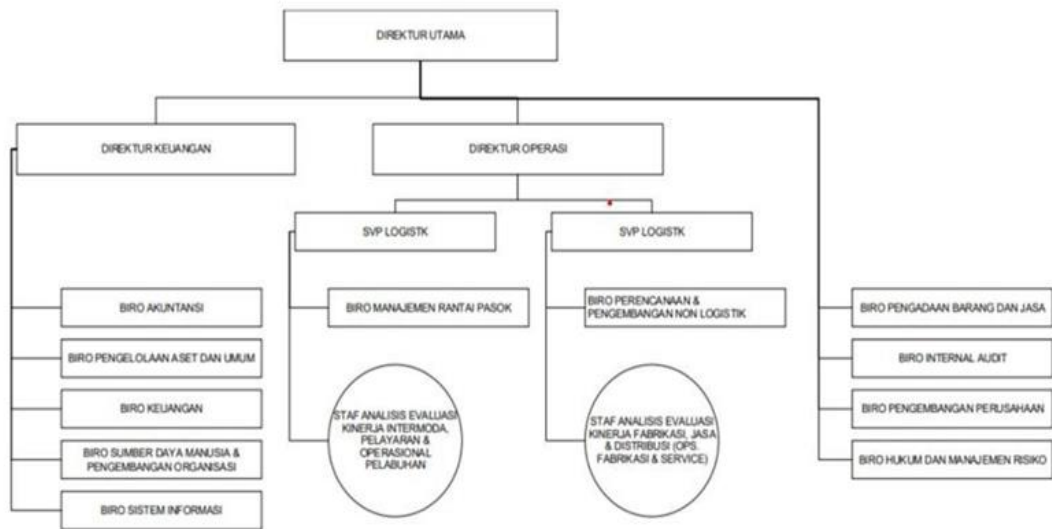 DIREKTUR UTAMA
DIREKTUR KEUANGAN
DIREKTUR OPERASI
SVP LOGISTK
SVP LOGISTK
BIRO AKUNTANSI
BIRO PENGELOLAAN ASET DAN UMUM
BIRO KEUANGAN
BIRO SUMBER DAYA MANUSIA &
PENGEMBANGAN ORGANISASI
BIRO SISTEM INFORMASI
BIRO MANAJEMEN RANTAI PASOK
STAF ANALISIS EVALUASI
KINERJA INTERMODA,
PELAYARAN &
OPERASIONAL
PELABUHAN
BIRO PERENCANAAN &
PENGEMBANGAN NON LOGISTIK
STAF ANALISIS EVALUASI
KINERJA FABRIKASI, JASA
& DISTRIBUSI (OPS.
FABRIKASI & SERVICE)
BIRO PENGADAAN BARANG DAN JASA
BIRO INTERNAL AUDIT
BIRO PENGEMBANGAN PERUSAHAAN
BIRO HUKUM DAN MANAJEMEN RISIKO